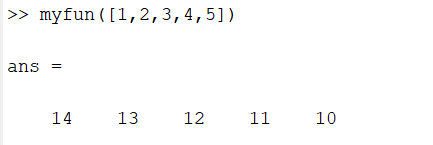 >> myfun([1,2,3,4,5])
ans =
14 13 12 11 10